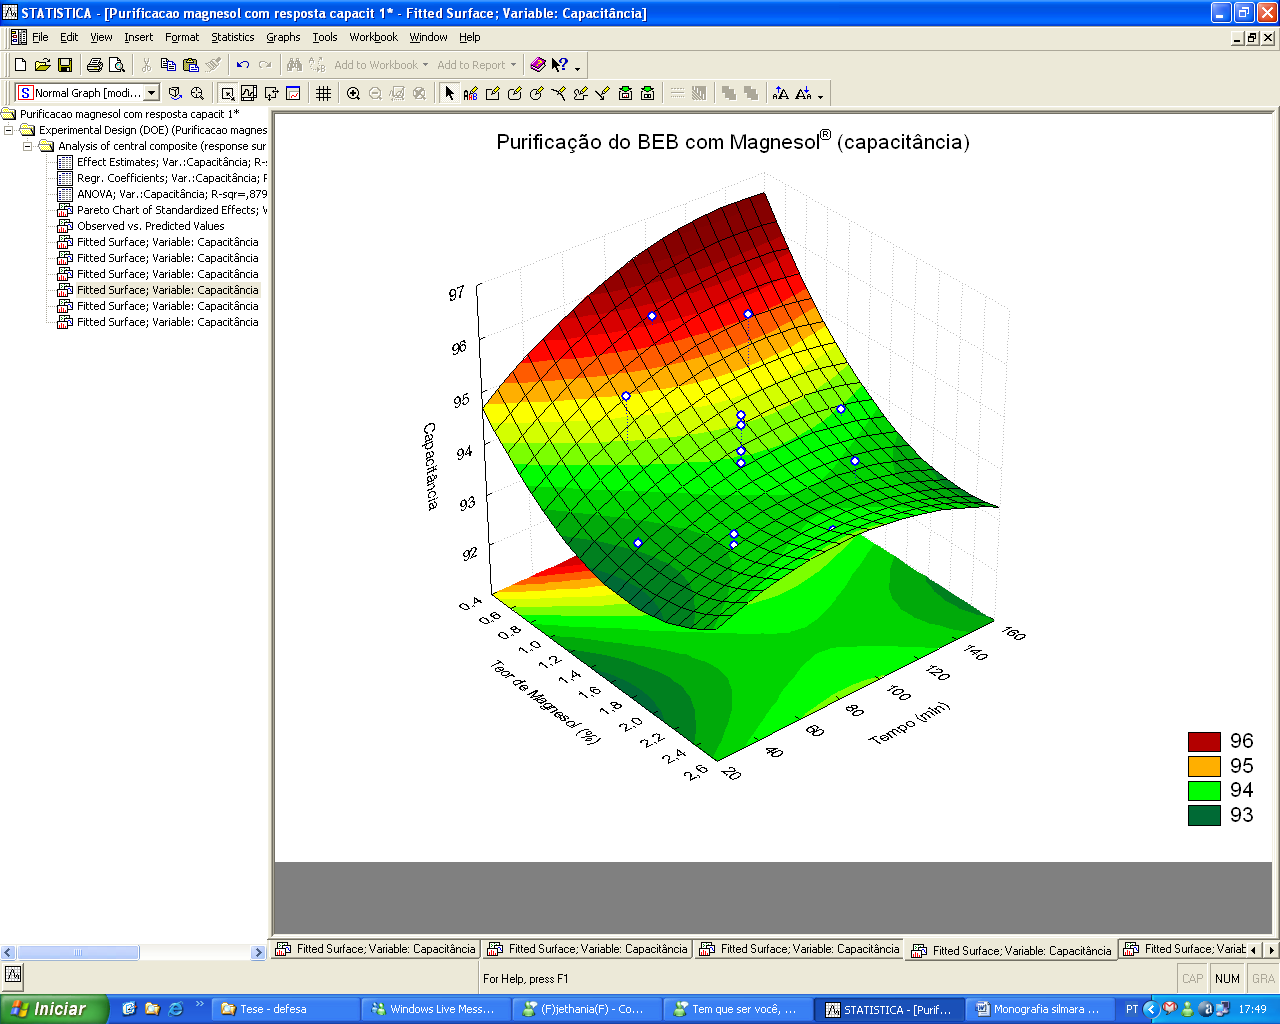 STATISTICA - [Purificacao magnesol com resposta capacit 1* - Fitted Surface; Variable: Capacitância]
File Edit View Insert Format Statistics Graphs Tools Workbook Window Help
Add to Workbook Add to Report
Normal Graph [modi...
Purificacao magnesol com resposta capacit 1*
Experimental Design (DOE) (Purificacao magnes
Analysis of central composite (response sur
Effect Estimates; Var.:Capacitância; R-s
Regr. Coefficients; Var.:Capacitância; F
ANOVA; Var.:Capacitância; R-sqr=,879
Pareto Chart of Standardized Effects; V
Observed vs. Predicted Values
Fitted Surface; Variable: Capacitância
Fitted Surface; Variable: Capacitância
Fitted Surface; Variable: Capacitância
Fitted Surface; Variable: Capacitância
Fitted Surface; Variable: Capacitância
Fitted Surface; Variable: Capacitância
Purificação do BEB com Magnesol® (capacitância)
97
96
95
94
93
92
Capacitância
0,4
0,6
0,8
1,0
1,2
1,4
1,6
1,8
2,0
2,2
2,4
2,6
Teor de Magnesol (%)
20
40
60
80
100
120
140
160
Tempo (min)
96
95
94
93
Fitted Surface; Variable: Capacitância Fitted Surface; Variable: Capacitância Fitted Surface; Variable: Capacitância Fitted Surface; Variable: Capacitância Fitted Surface; Variab
For Help, press F1 CAP NUM GRA
Iniciar Tese - defesa Windows Live Mess... (F)jethania(F) - Co... Tem que ser você, ... STATISTICA - [Purif... Monografia silmara ... PT 17:49